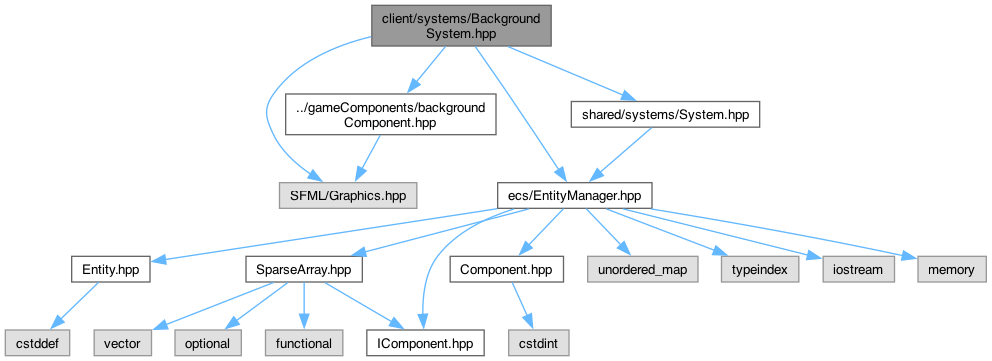 client/systems/Background
System.hpp
../gameComponents/background
Component.hpp
shared/systems/System.hpp
SFML/Graphics.hpp
ecs/EntityManager.hpp
Entity.hpp
SparseArray.hpp
Component.hpp
unordered_map
typeindex
iostream
memory
cstddef
vector
optional
functional
IComponent.hpp
cstdint